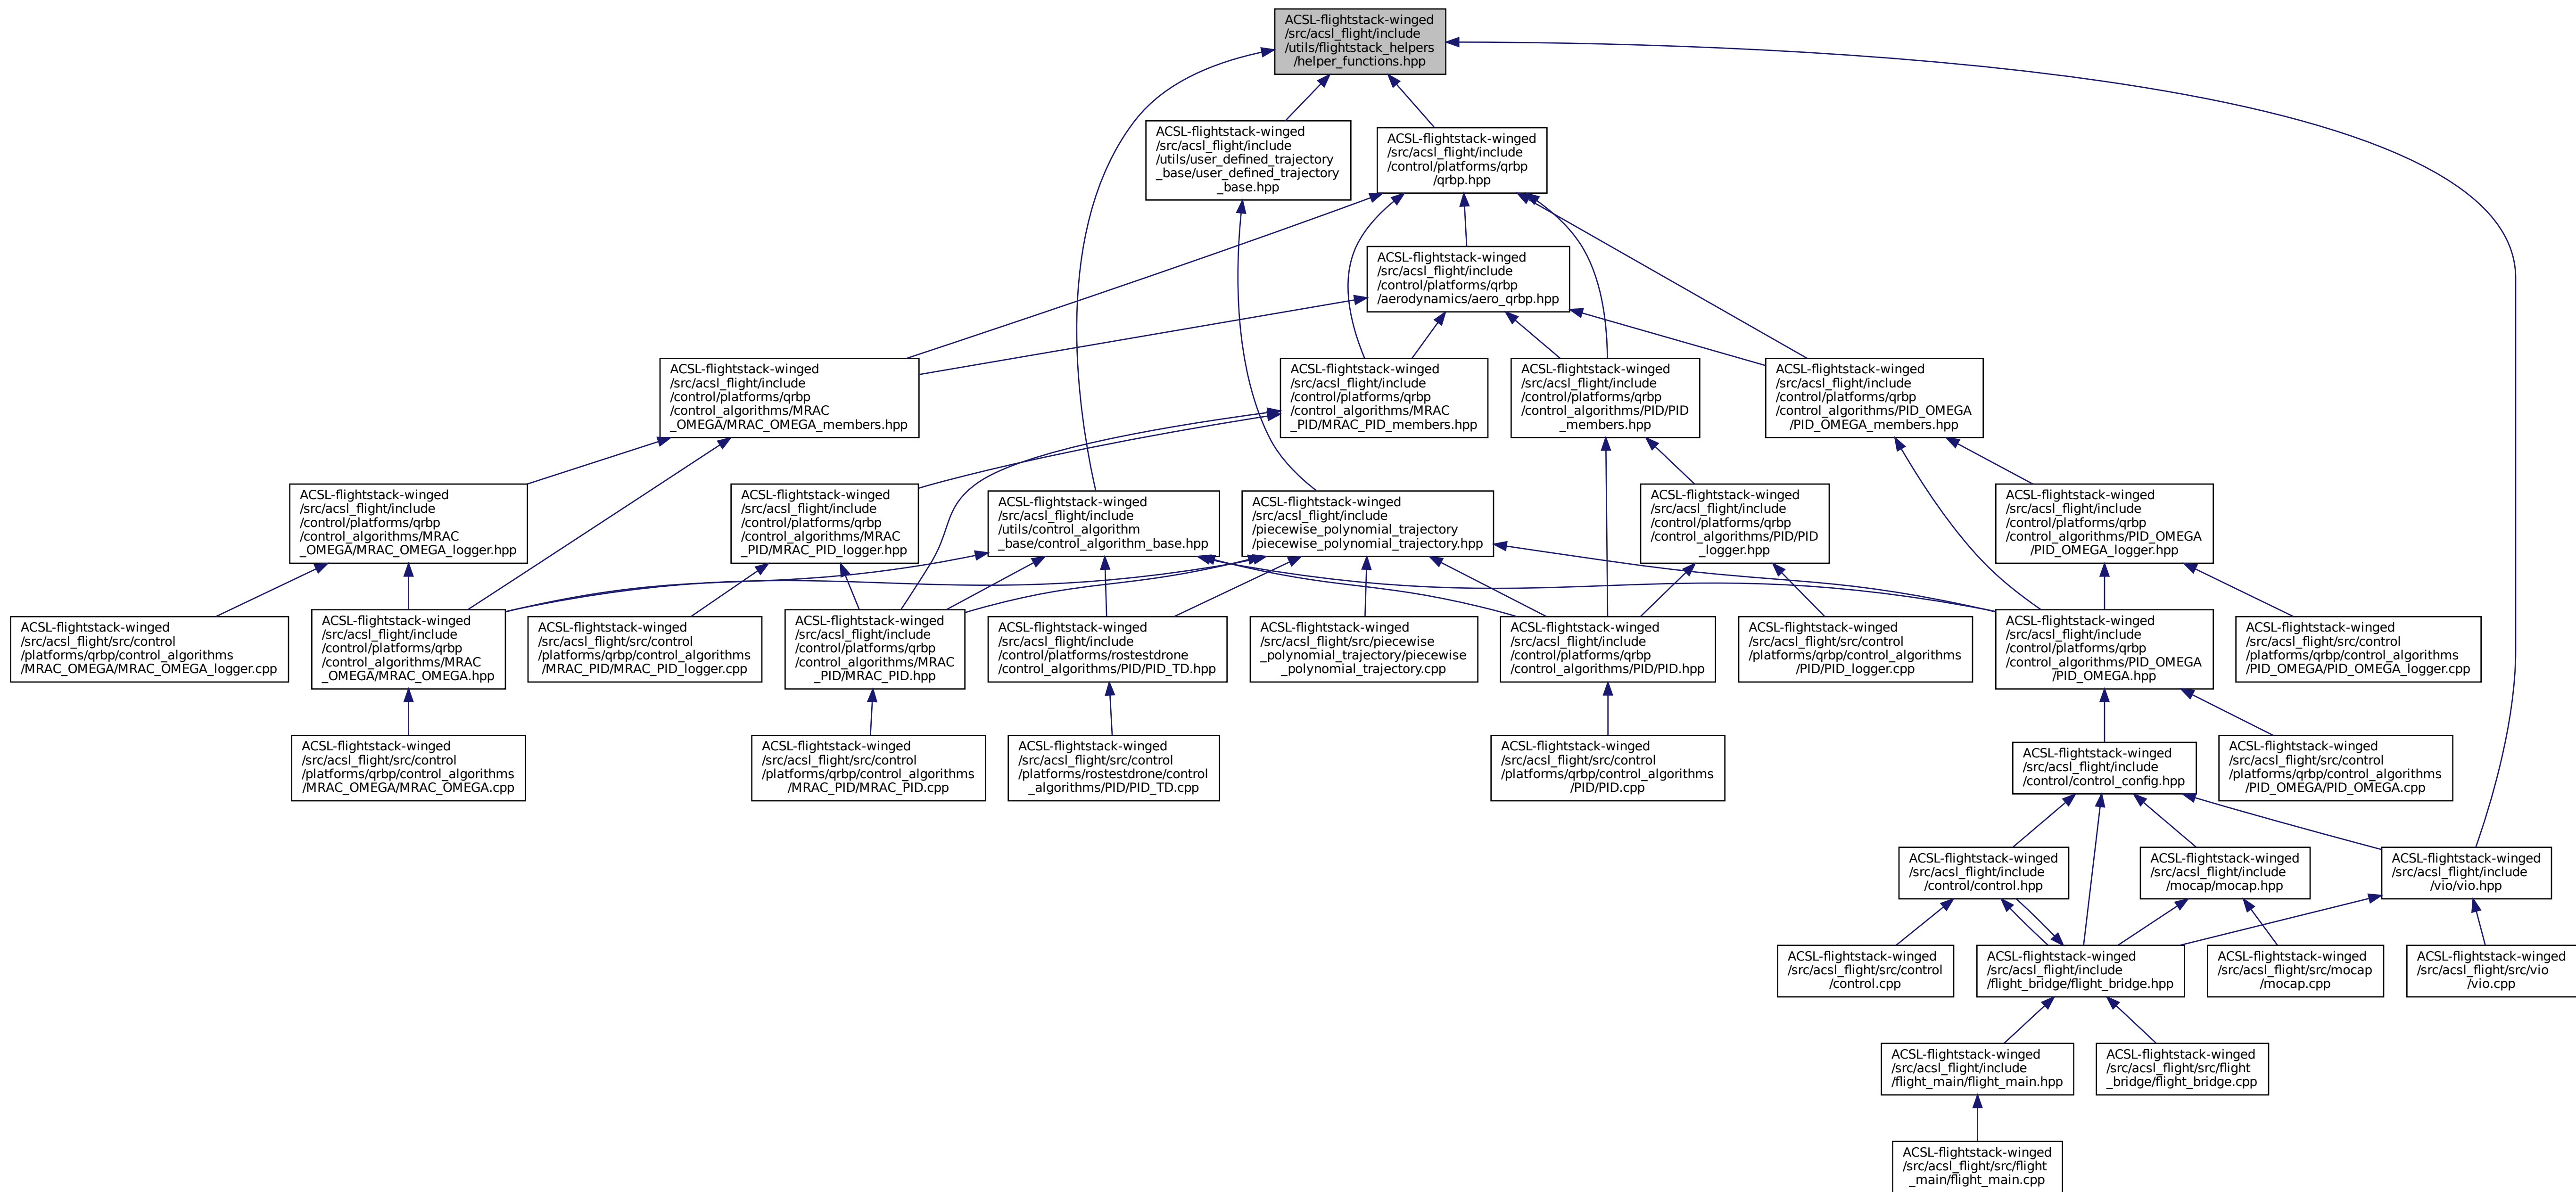 ACSL-flightstack-winged
/src/acsl_flight/include
/utils/flightstack_helpers
/helper_functions.hpp
ACSL-flightstack-winged
/src/acsl_flight/include
/utils/user_defined_trajectory
_base/user_defined_trajectory
_base.hpp
ACSL-flightstack-winged
/src/acsl_flight/include
/control/platforms/qrbp
/qrbp.hpp
ACSL-flightstack-winged
/src/acsl_flight/include
/control/platforms/qrbp
/aerodynamics/aero_qrbp.hpp
ACSL-flightstack-winged
/src/acsl_flight/include
/control/platforms/qrbp
/control_algorithms/MRAC
_OMEGA/MRAC_OMEGA_members.hpp
ACSL-flightstack-winged
/src/acsl_flight/include
/control/platforms/qrbp
/control_algorithms/MRAC
_PID/MRAC_PID_members.hpp
ACSL-flightstack-winged
/src/acsl_flight/include
/control/platforms/qrbp
/control_algorithms/PID/PID
_members.hpp
ACSL-flightstack-winged
/src/acsl_flight/include
/control/platforms/qrbp
/control_algorithms/PID_OMEGA
/PID_OMEGA_members.hpp
ACSL-flightstack-winged
/src/acsl_flight/include
/control/platforms/qrbp
/control_algorithms/MRAC
_OMEGA/MRAC_OMEGA_logger.hpp
ACSL-flightstack-winged
/src/acsl_flight/include
/control/platforms/qrbp
/control_algorithms/MRAC
_PID/MRAC_PID_logger.hpp
ACSL-flightstack-winged
/src/acsl_flight/include
/utils/control_algorithm
_base/control_algorithm_base.hpp
ACSL-flightstack-winged
/src/acsl_flight/include
/piecewise_polynomial_trajectory
/piecewise_polynomial_trajectory.hpp
ACSL-flightstack-winged
/src/acsl_flight/include
/control/platforms/qrbp
/control_algorithms/PID/PID
_logger.hpp
ACSL-flightstack-winged
/src/acsl_flight/include
/control/platforms/qrbp
/control_algorithms/PID_OMEGA
/PID_OMEGA_logger.hpp
ACSL-flightstack-winged
/src/acsl_flight/src/control
/platforms/qrbp/control_algorithms
/MRAC_OMEGA/MRAC_OMEGA_logger.cpp
ACSL-flightstack-winged
/src/acsl_flight/include
/control/platforms/qrbp
/control_algorithms/MRAC
_OMEGA/MRAC_OMEGA.hpp
ACSL-flightstack-winged
/src/acsl_flight/src/control
/platforms/qrbp/control_algorithms
/MRAC_PID/MRAC_PID_logger.cpp
ACSL-flightstack-winged
/src/acsl_flight/include
/control/platforms/qrbp
/control_algorithms/MRAC
_PID/MRAC_PID.hpp
ACSL-flightstack-winged
/src/acsl_flight/include
/control/platforms/rostestdrone
/control_algorithms/PID/PID_TD.hpp
ACSL-flightstack-winged
/src/acsl_flight/src/piecewise
_polynomial_trajectory/piecewise
_polynomial_trajectory.cpp
ACSL-flightstack-winged
/src/acsl_flight/include
/control/platforms/qrbp
/control_algorithms/PID/PID.hpp
ACSL-flightstack-winged
/src/acsl_flight/src/control
/platforms/qrbp/control_algorithms
/PID/PID_logger.cpp
ACSL-flightstack-winged
/src/acsl_flight/include
/control/platforms/qrbp
/control_algorithms/PID_OMEGA
/PID_OMEGA.hpp
ACSL-flightstack-winged
/src/acsl_flight/src/control
/platforms/qrbp/control_algorithms
/PID_OMEGA/PID_OMEGA_logger.cpp
ACSL-flightstack-winged
/src/acsl_flight/src/control
/platforms/qrbp/control_algorithms
/MRAC_OMEGA/MRAC_OMEGA.cpp
ACSL-flightstack-winged
/src/acsl_flight/src/control
/platforms/qrbp/control_algorithms
/MRAC_PID/MRAC_PID.cpp
ACSL-flightstack-winged
/src/acsl_flight/src/control
/platforms/rostestdrone/control
_algorithms/PID/PID_TD.cpp
ACSL-flightstack-winged
/src/acsl_flight/src/control
/platforms/qrbp/control_algorithms
/PID/PID.cpp
ACSL-flightstack-winged
/src/acsl_flight/include
/control/control_config.hpp
ACSL-flightstack-winged
/src/acsl_flight/src/control
/platforms/qrbp/control_algorithms
/PID_OMEGA/PID_OMEGA.cpp
ACSL-flightstack-winged
/src/acsl_flight/include
/control/control.hpp
ACSL-flightstack-winged
/src/acsl_flight/include
/mocap/mocap.hpp
ACSL-flightstack-winged
/src/acsl_flight/include
/vio/vio.hpp
ACSL-flightstack-winged
/src/acsl_flight/src/control
/control.cpp
ACSL-flightstack-winged
/src/acsl_flight/include
/flight_bridge/flight_bridge.hpp
ACSL-flightstack-winged
/src/acsl_flight/src/mocap
/mocap.cpp
ACSL-flightstack-winged
/src/acsl_flight/src/vio
/vio.cpp
ACSL-flightstack-winged
/src/acsl_flight/include
/flight_main/flight_main.hpp
ACSL-flightstack-winged
/src/acsl_flight/src/flight
_bridge/flight_bridge.cpp
ACSL-flightstack-winged
/src/acsl_flight/src/flight
_main/flight_main.cpp